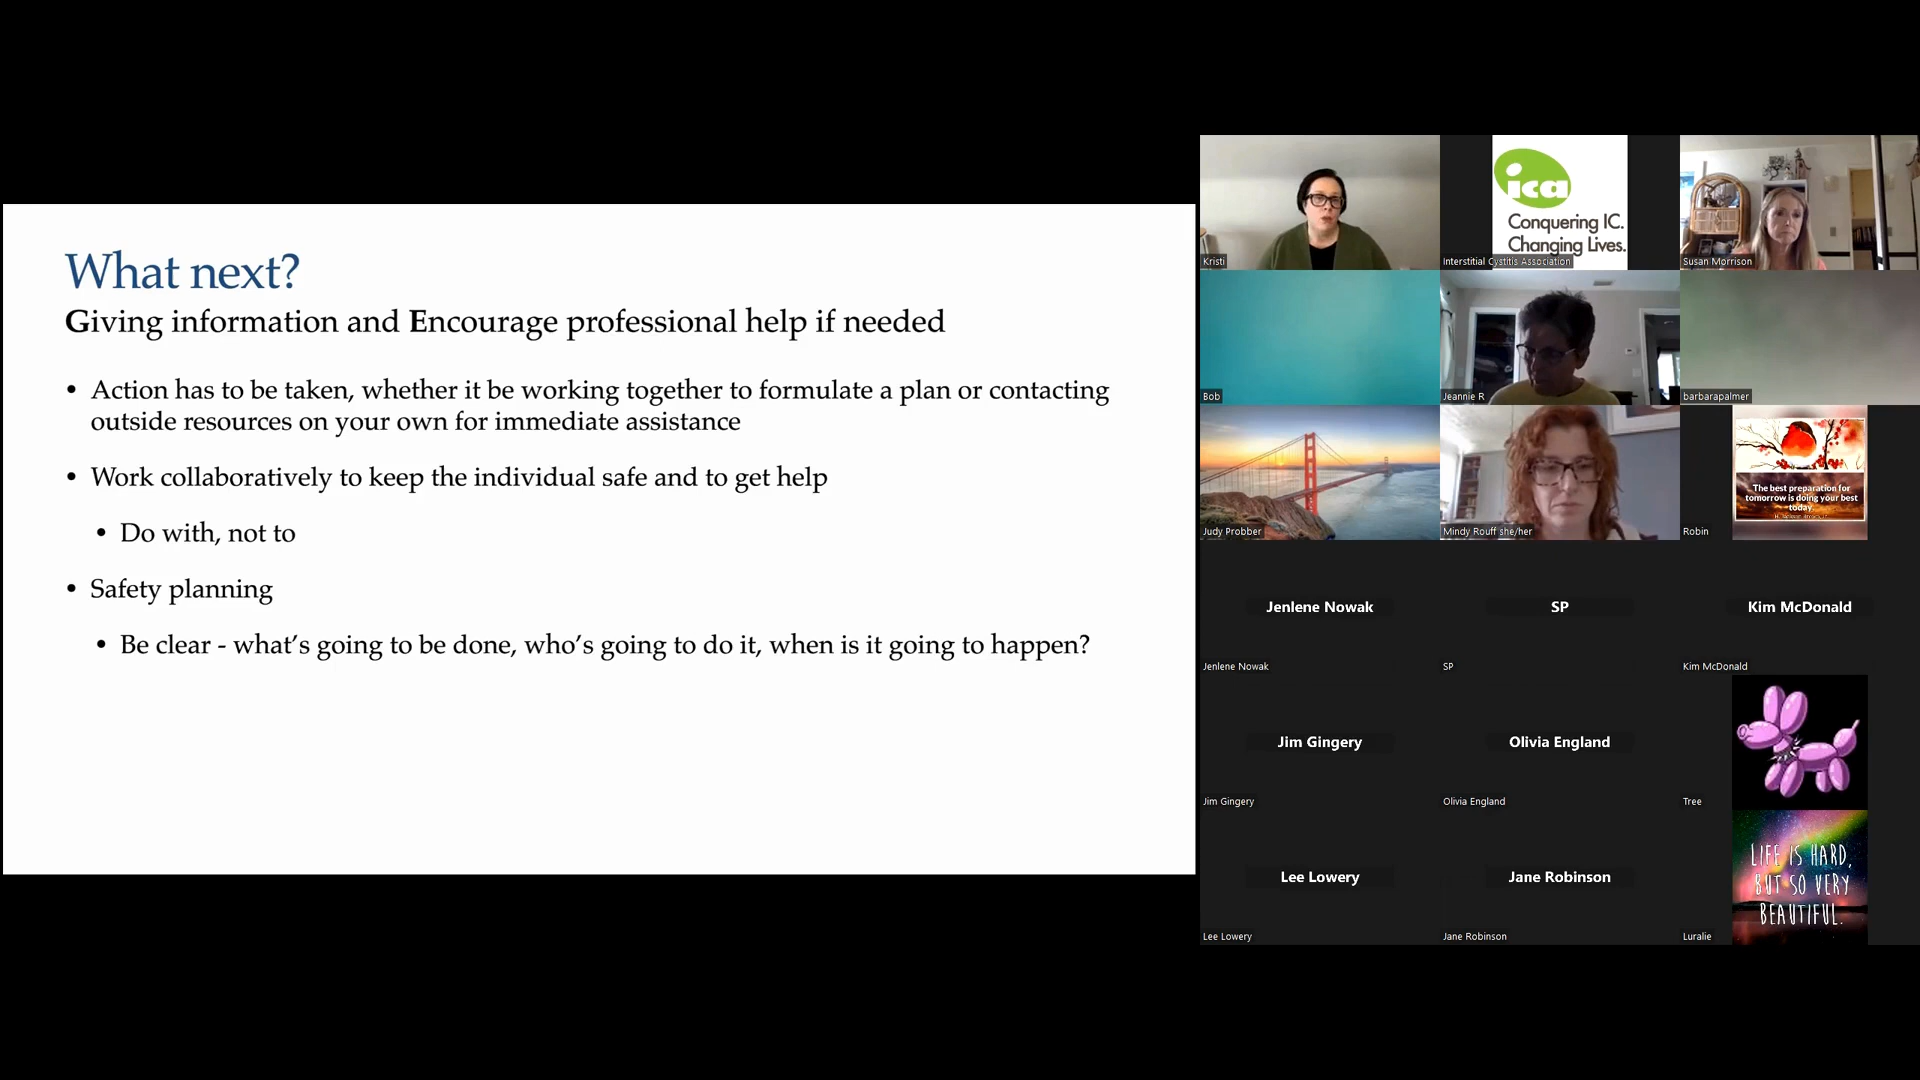 What next?
Giving information and Encourage professional help if needed
• Action has to be taken, whether it be working together to formulate a plan or contacting
outside resources on your own for immediate assistance
• Work collaboratively to keep the individual safe and to get help
• Do with, not to
• Safety planning
• Be clear - what's going to be done, who's going to do it, when is it going to happen?
Kristi
ica
Conquering IC.
Changing Lives.
Interstitial Cystitis Association
Susan Morrison
Bob
Jeannie R
barbarapalmer
Judy Probber
Mindy Rouff she/her
The best preparation for
tomorrow is doing your best
today.
Robin
Jenlene Nowak
Jenlene Nowak
SP
SP
Kim McDonald
Kim McDonald
Jim Gingery
Jim Gingery
Olivia England
Olivia England
Tree
Lee Lowery
Lee Lowery
Jane Robinson
Jane Robinson
LIFE IS HARD,
BUT SO VERY
BEAUTIFUL.
Luralie